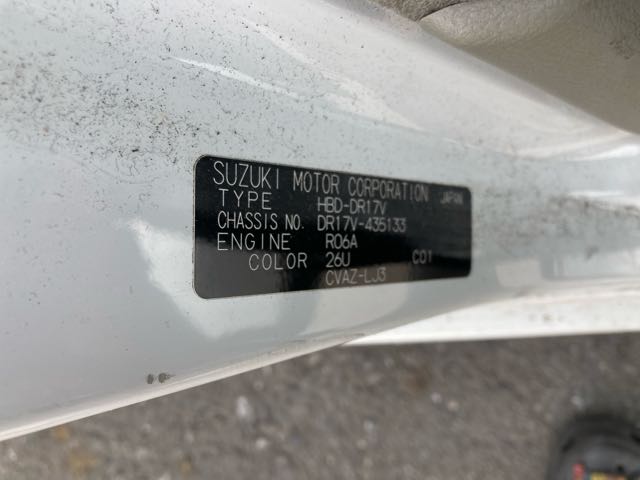 SUZUKI MOTOR CORPORATION JAPAN
TYPE HBD-DR17V
CHASSIS NO. DR17V-435133
ENGINE R06A
COLOR 26U C01
CVAZ-LJ3